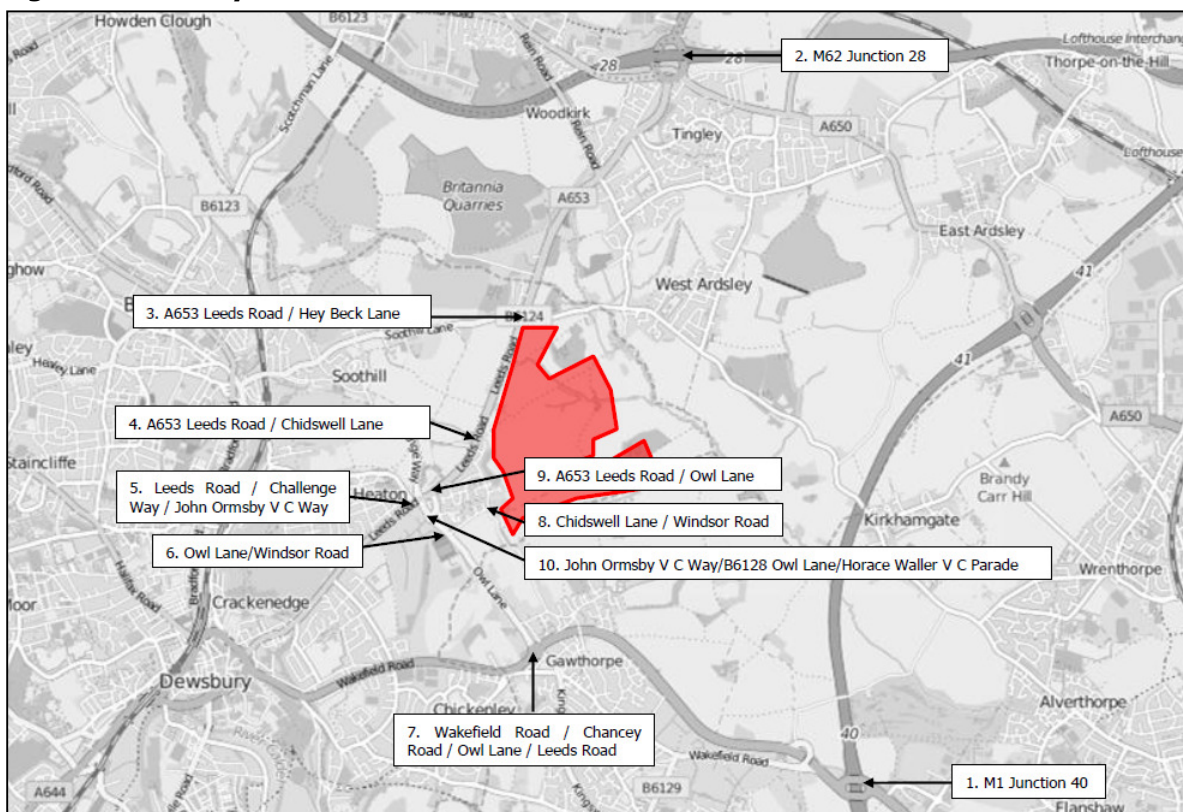 Howden Clough
B6123
Scotchman Lane
Rein Road
28
28
2. M62 Junction 28
Lofthouse Interchang
Thorpe-on-the-Hill
Woodkirk
Rein Road
Tingley
A650
Lofthouse
B6123
Britannia
Quarries
A653
East Ardsley
West Ardsley
41
3. A653 Leeds Road / Hey Beck Lane
Soothill Lane
Leeds Road
Healey Lane
Soothill
41
4. A653 Leeds Road / Chidswell Lane
Leeds Road
A650
Staincliffe
5. Leeds Road / Challenge
Way / John Ormsby V C Way
Heaton
9. A653 Leeds Road / Owl Lane
Brandy
Carr Hill
Leeds Road
8. Chidswell Lane / Windsor Road
Kirkhamgate
6. Owl Lane/Windsor Road
10. John Ormsby V C Way/B6128 Owl Lane/Horace Waller V C Parade
Wrenthorpe
Halifax Road
Crackenedge
Owl Lane
Wakefield Road
Gawthorpe
Dewsbury
Chickenley
Alverthorpe
7. Wakefield Road / Chancey
Road / Owl Lane / Leeds Road
40
Wakefield Road
A644
B6129
1. M1 Junction 40
Flanshaw